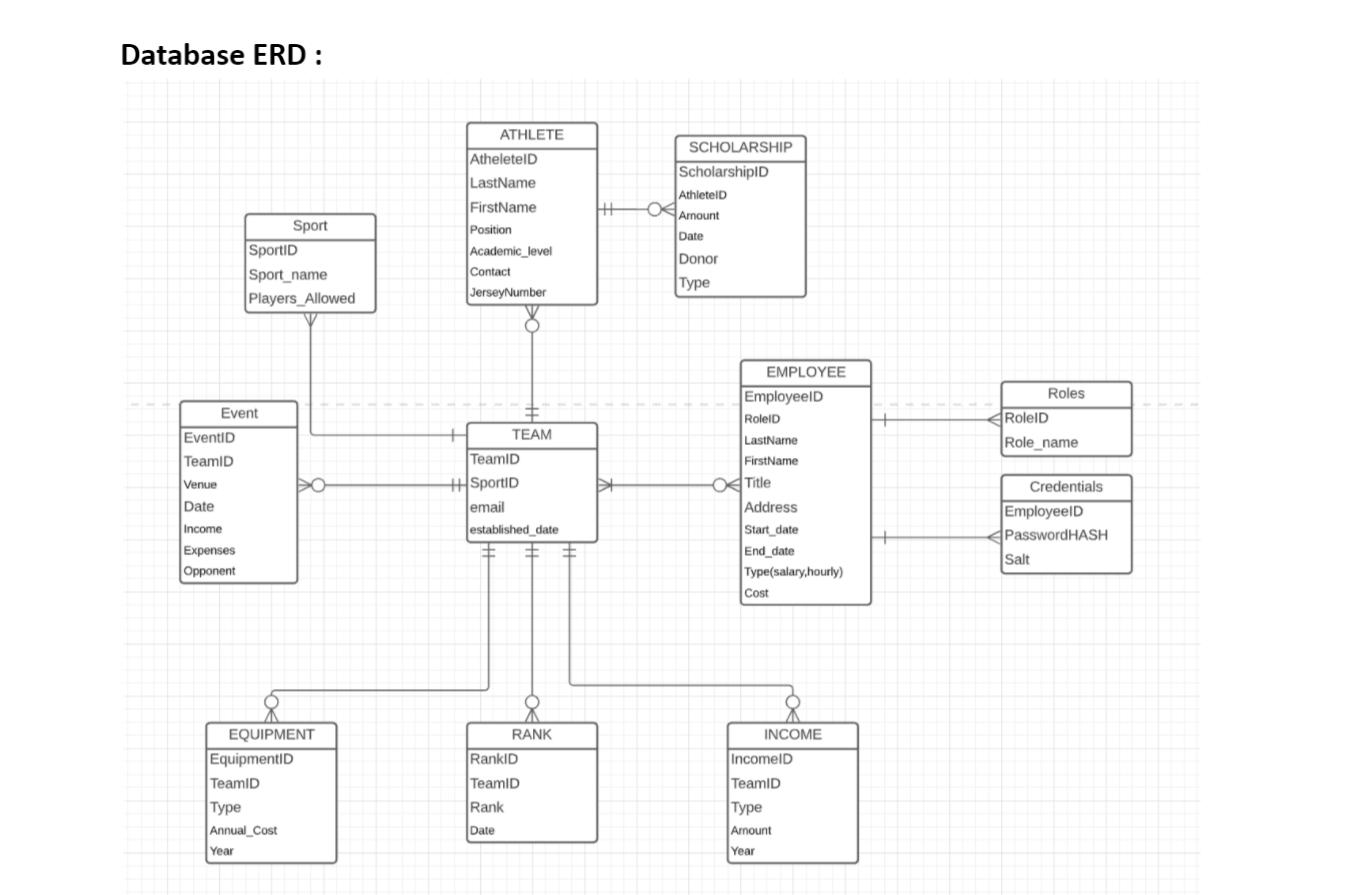 Database ERD :
ATHLETE
AtheleteID
LastName
FirstName
Position
Academic_level
Contact
JerseyNumber
SCHOLARSHIP
ScholarshipID
AthleteID
Amount
Date
Donor
Type
Sport
SportID
Sport_name
Players_Allowed
EMPLOYEE
EmployeeID
RoleID
LastName
FirstName
Title
Address
Start_date
End_date
Type(salary,hourly)
Cost
Roles
RoleID
Role_name
Event
EventID
TeamID
Venue
Date
Income
Expenses
Opponent
TEAM
TeamID
SportID
email
established_date
Credentials
EmployeeID
PasswordHASH
Salt
EQUIPMENT
EquipmentID
TeamID
Type
Annual_Cost
Year
RANK
RankID
TeamID
Rank
Date
INCOME
IncomeID
TeamID
Type
Amount
Year